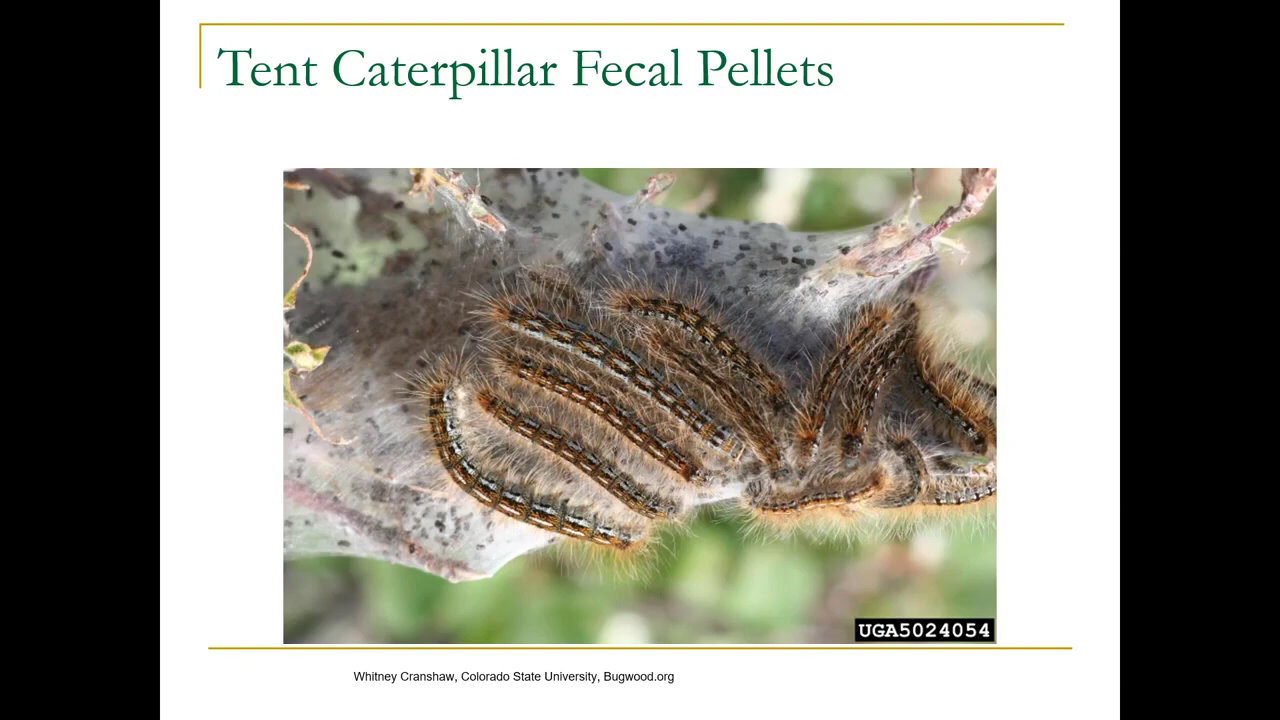 Tent Caterpillar Fecal Pellets
UGA5024054
Whitney Cranshaw, Colorado State University, Bugwood.org